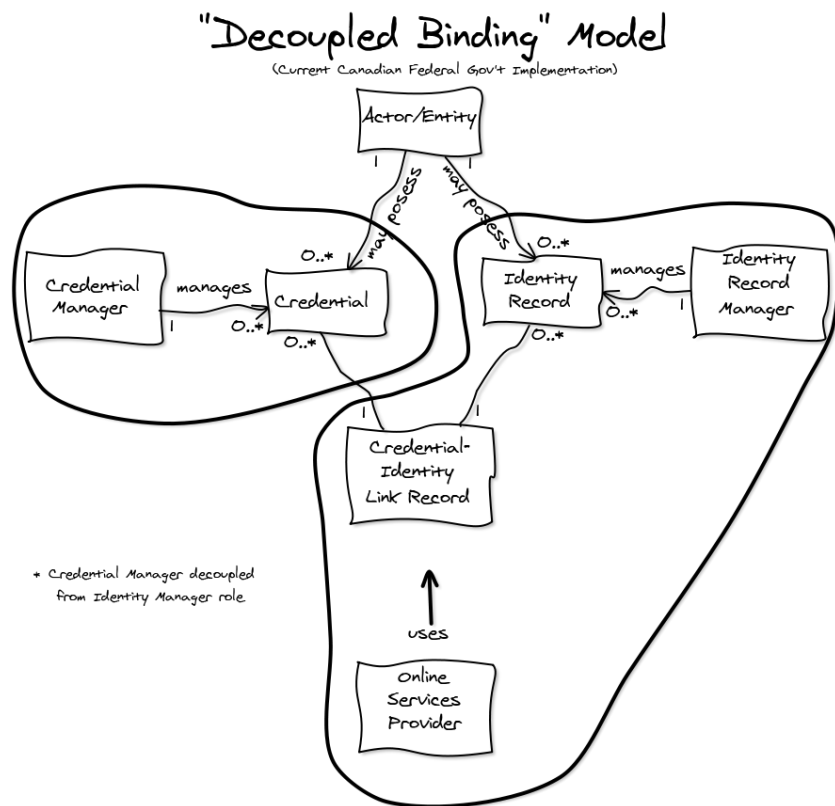 "Decoupled Binding" Model
(Current Canadian Federal Gov't Implementation)
Actor/Entity
1
1
may posess
may posess
0..*
0..*
Credential
Manager
manages
1
0..*
Credential
0..*
Identity
Record
0..*
manages
0..*
1
Identity
Record
Manager
1
1
Credential-
Identity
Link Record
* Credential Manager decoupled
from Identity Manager role
uses
Online
Services
Provider